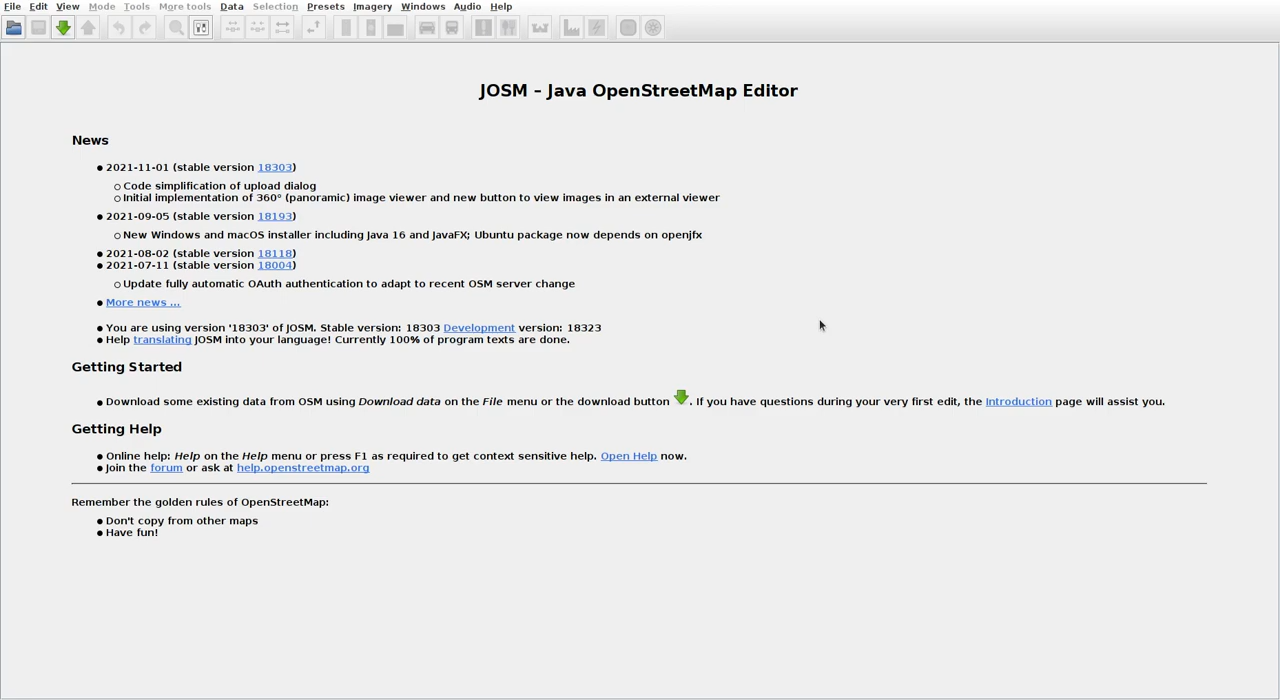 File Edit View Mode Tools More tools Data Selection Presets Imagery Windows Audio Help
JOSM – Java OpenStreetMap Editor
News
2021-11-01 (stable version 18303)
Code simplification of upload dialog
Initial implementation of 360° (panoramic) image viewer and new button to view images in an external viewer
2021-09-05 (stable version 18193)
New Windows and macOS installer including Java 16 and JavaFX; Ubuntu package now depends on openjfx
2021-08-02 (stable version 18118)
2021-07-11 (stable version 18004)
Update fully automatic OAuth authentication to adapt to recent OSM server change
More news ...
You are using version '18303' of JOSM. Stable version: 18303 Development version: 18323
Help translating JOSM into your language! Currently 100% of program texts are done.
Getting Started
Download some existing data from OSM using Download data on the File menu or the download button . If you have questions during your very first edit, the Introduction page will assist you.
Getting Help
Online help: Help on the Help menu or press F1 as required to get context sensitive help. Open Help now.
Join the forum or ask at help.openstreetmap.org
Remember the golden rules of OpenStreetMap:
Don't copy from other maps
Have fun!